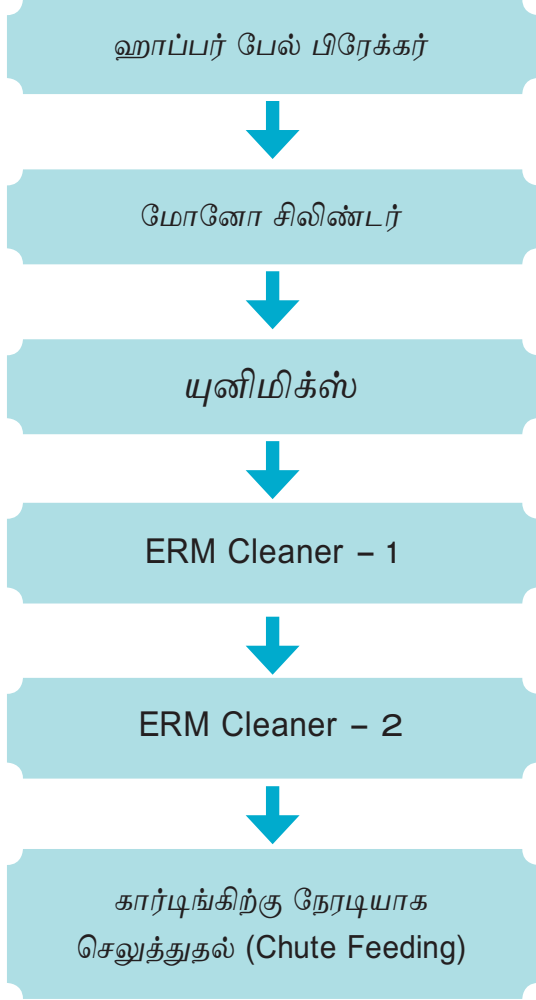 ஹாப்பர் பேல் பிரேக்கர்
மோனோ சிலிண்டர்
யுனிமிக்ஸ்
ERM Cleaner – 1
ERM Cleaner – 2
கார்டிங்கிற்கு நேரடியாக
செலுத்துதல் (Chute Feeding)